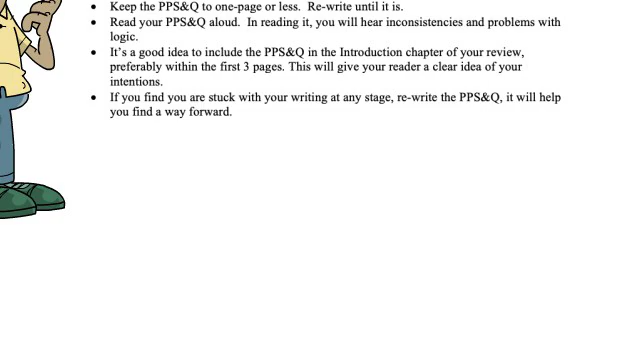 • Keep the PPS&Q to one-page or less.  Re-write until it is.
• Read your PPS&Q aloud.  In reading it, you will hear inconsistencies and problems with
logic.
• It's a good idea to include the PPS&Q in the Introduction chapter of your review,
preferably within the first 3 pages. This will give your reader a clear idea of your
intentions.
• If you find you are stuck with your writing at any stage, re-write the PPS&Q, it will help
you find a way forward.